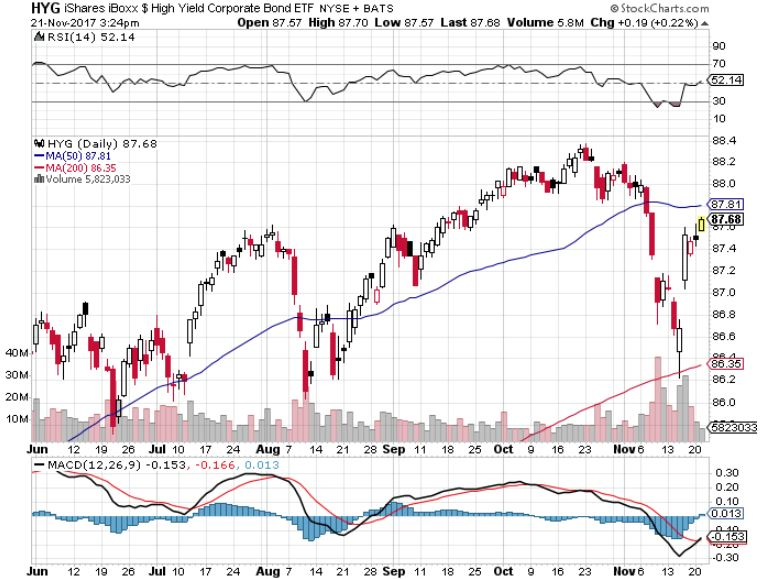 HYG iShares iBoxx $ High Yield Corporate Bond ETF NYSE + BATS © StockCharts.com
21-Nov-2017 3:24pm Open 87.57 High 87.70 Low 87.57 Last 87.68 Volume 5.8M Chg +0.19 (+0.22%)
RSI(14) 52.14
90
70
52.14
30
10
HYG (Daily) 87.68
MA(50) 87.81
MA(200) 86.35
Volume 5,823,033
88.4
88.2
88.0
87.81
87.68
87.6
87.4
87.2
87.0
86.8
86.6
40M 86.4
86.35
30M
86.2
20M
86.0
10M
5823033
Jun 5 12 19 26 Jul 10 17 24 Aug 7 14 21 28 Sep 11 18 25 Oct 9 16 23 Nov 6 13 20
MACD(12,26,9) -0.153, -0.166, 0.013
0.30
0.20
0.10
0.013
-0.10
-0.153
-0.20
-0.30
Jun 5 12 19 26 Jul 10 17 24 Aug 7 14 21 28 Sep 11 18 25 Oct 9 16 23 Nov 6 13 20